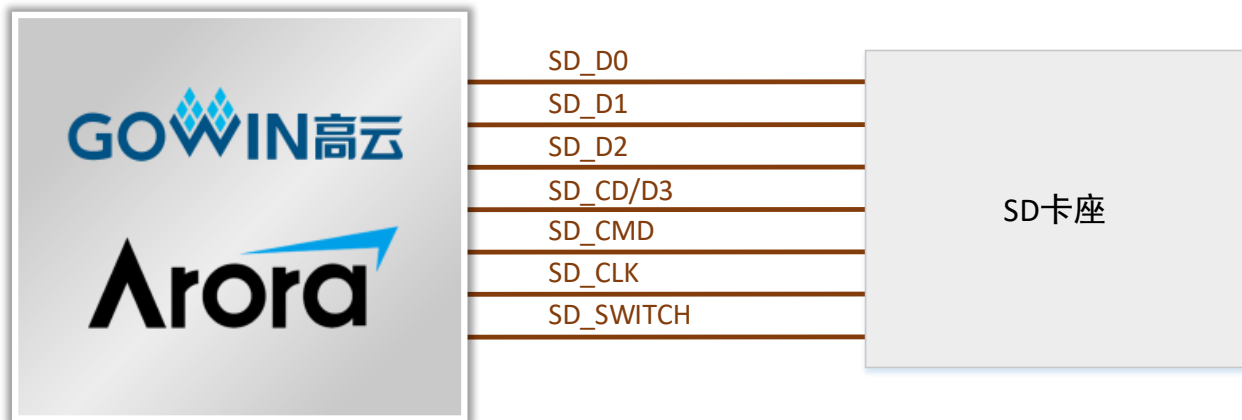 GOWIN高云
Arora
SD_D0
SD_D1
SD_D2
SD_CD/D3
SD_CMD
SD_CLK
SD_SWITCH
SD卡座